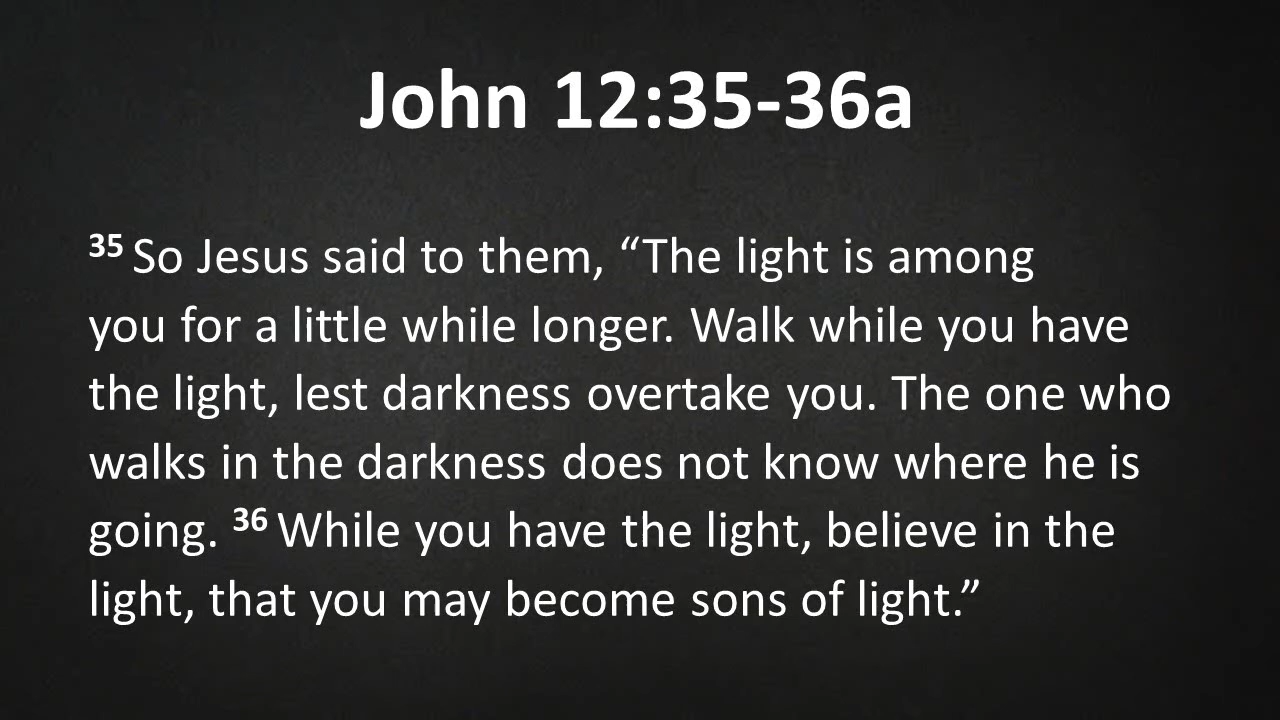 John 12:35-36a
35 So Jesus said to them, “The light is among
you for a little while longer. Walk while you have
the light, lest darkness overtake you. The one who
walks in the darkness does not know where he is
going. 36 While you have the light, believe in the
light, that you may become sons of light.”